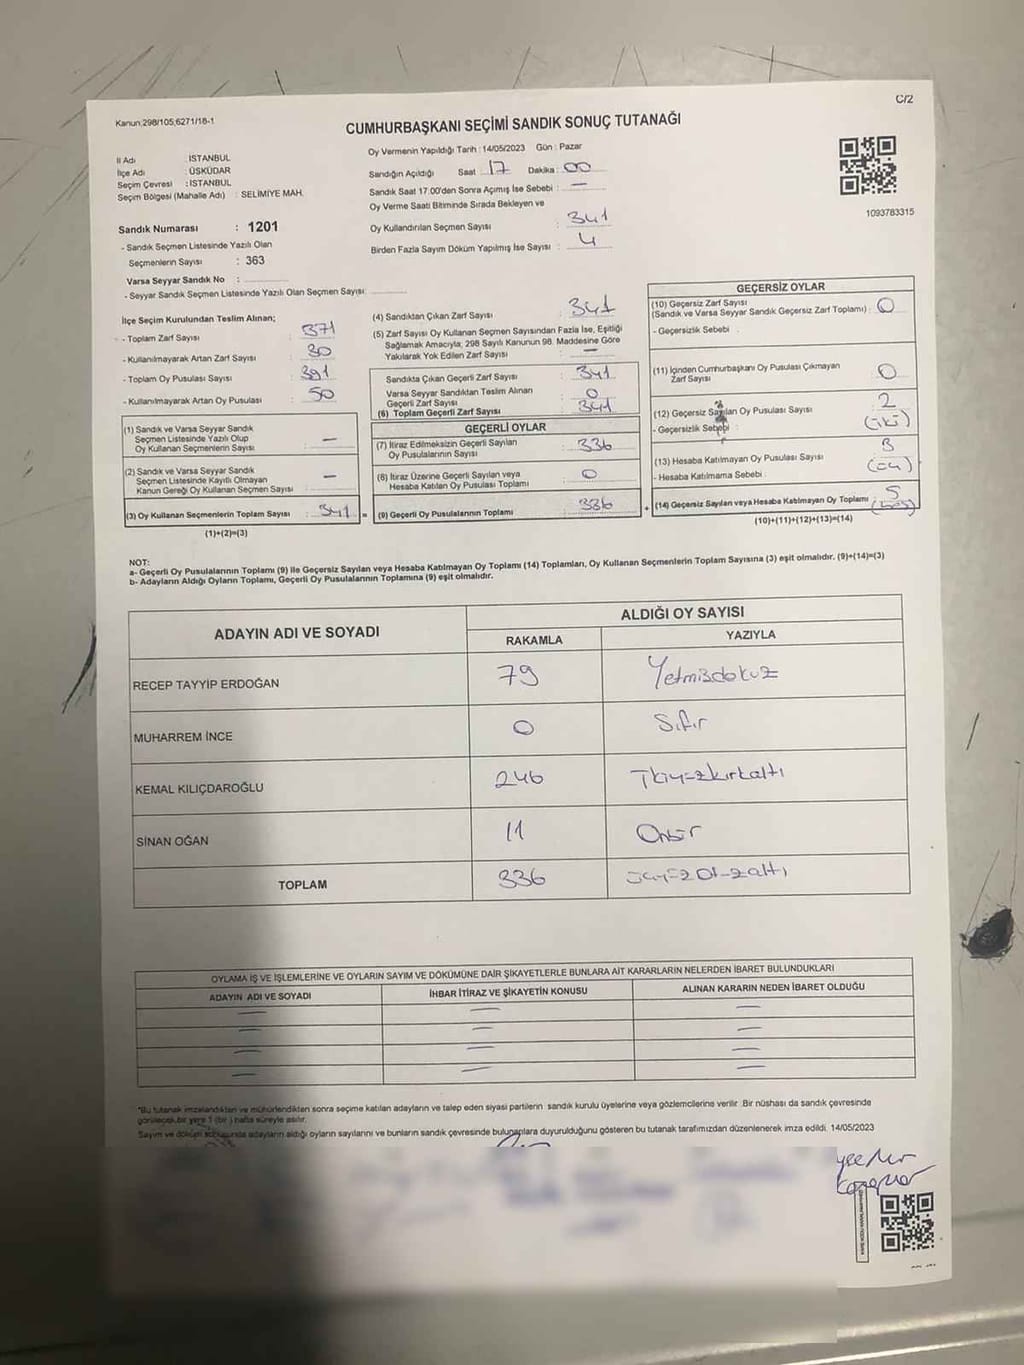 C/2
Kanun;298/105,6271/18-1
CUMHURBAŞKANI SEÇİMİ SANDIK SONUÇ TUTANAĞI
İl Adı : İSTANBUL
İlçe Adı : ÜSKÜDAR
Seçim Çevresi : İSTANBUL
Seçim Bölgesi (Mahalle Adı) : SELİMİYE MAH.
Oy Vermenin Yapıldığı Tarih : 14/05/2023 Gün : Pazar
Sandığın Açıldığı Saat : 17 Dakika : 00
Sandık Saat 17:00'den Sonra Açımış İse Sebebi : —
Oy Verme Saati Bitiminde Sırada Bekleyen ve
Oy Kullandırılan Seçmen Sayısı : 341
Birden Fazla Sayım Döküm Yapılmış İse Sayısı : 4
1093783315
Sandık Numarası : 1201
- Sandık Seçmen Listesinde Yazılı Olan
Seçmenlerin Sayısı : 363
Varsa Seyyar Sandık No :
- Seyyar Sandık Seçmen Listesinde Yazılı Olan Seçmen Sayısı:
İlçe Seçim Kurulundan Teslim Alınan;
- Toplam Zarf Sayısı : 371
- Kullanılmayarak Artan Zarf Sayısı : 30
- Toplam Oy Pusulası Sayısı : 391
- Kullanılmayarak Artan Oy Pusulası : 50
(4) Sandıktan Çıkan Zarf Sayısı : 341
(5) Zarf Sayısı Oy Kullanan Seçmen Sayısından Fazla İse, Eşitliği
Sağlamak Amacıyla, 298 Sayılı Kanunun 98. Maddesine Göre
Yakılarak Yok Edilen Zarf Sayısı : —
Sandıkta Çıkan Geçerli Zarf Sayısı : 341
Varsa Seyyar Sandıktan Teslim Alınan
Geçerli Zarf Sayısı : 0
(6) Toplam Geçerli Zarf Sayısı 341
GEÇERSİZ OYLAR
(10) Geçersiz Zarf Sayısı
(Sandık ve Varsa Seyyar Sandık Geçersiz Zarf Toplamı) : 0
- Geçersizlik Sebebi :
(11) İçinden Cumhurbaşkanı Oy Pusulası Çıkmayan
Zarf Sayısı : 0
(12) Geçersiz Sayılan Oy Pusulası Sayısı : 2
- Geçersizlik Sebebi : (iki)
(13) Hesaba Katılmayan Oy Pusulası Sayısı : 3
- Hesaba Katılmama Sebebi :
(14) Geçersiz Sayılan veya Hesaba Katılmayan Oy Toplamı : 5
(beş)
(10)+(11)+(12)+(13)=(14)
(1) Sandık ve Varsa Seyyar Sandık
Seçmen Listesinde Yazılı Olup
Oy Kullanan Seçmenlerin Sayısı : —
(2) Sandık ve Varsa Seyyar Sandık
Seçmen Listesinde Kayıtlı Olmayan
Kanun Gereği Oy Kullanan Seçmen Sayısı : —
(3) Oy Kullanan Seçmenlerin Toplam Sayısı : 341 =
(1)+(2)=(3)
GEÇERLİ OYLAR
(7) İtiraz Edilmeksizin Geçerli Sayılan
Oy Pusulalarının Sayısı : 336
(8) İtiraz Üzerine Geçerli Sayılan veya
Hesaba Katılan Oy Pusulası Toplamı : 0
(9) Geçerli Oy Pusulalarının Toplamı : 336 +
NOT:
a- Geçerli Oy Pusulasının Toplamı (9) ile Geçersiz Sayılan veya Hesaba Katılmayan Oy Toplamı (14) Toplamları, Oy Kullanan Seçmenlerin Toplam Sayısına (3) eşit olmalıdır. (9)+(14)=(3)
b- Adayların Aldığı Oyların Toplamı, Geçerli Oy Pusulalarının Toplamına (9) eşit olmalıdır.
ADAYIN ADI VE SOYADI ALDIĞI OY SAYISI
RAKAMLA YAZIYLA
RECEP TAYYİP ERDOĞAN 79 Yetmişdokuz
MUHARREM İNCE 0 Sıfır
KEMAL KILIÇDAROĞLU 246 İkiyüzkırkaltı
SİNAN OĞAN 11 Onbir
TOPLAM 336 üçyüzotuzaltı
OYLAMA İŞ VE İŞLEMLERİNE VE OYLARIN SAYIM VE DÖKÜMÜNE DAİR ŞİKAYETLERLE BUNLARA AİT KARARLARIN NELERDEN İBARET BULUNDUKLARI
ADAYIN ADI VE SOYADI İHBAR İTİRAZ VE ŞİKAYETİN KONUSU ALINAN KARARIN NEDEN İBARET OLDUĞU
— — —
— — —
— — —
— — —
*Bu tutanak imzalandıktan ve mühürlendikten sonra seçime katılan adayların ve talep eden siyasi partilerin sandık kurulu üyelerine veya gözlemcilerine verilir. Bir nüshası da sandık çevresinde
görülecek bir yere 1 (bir) hafta süreyle asılır.
Sayım ve döküm sonucunda adayların aldığı oyların sayılarını ve bunların sandık çevresinde bulunanlara duyurulduğunu gösteren bu tutanak tarafımızdan düzenlenerek imza edildi. 14/05/2023